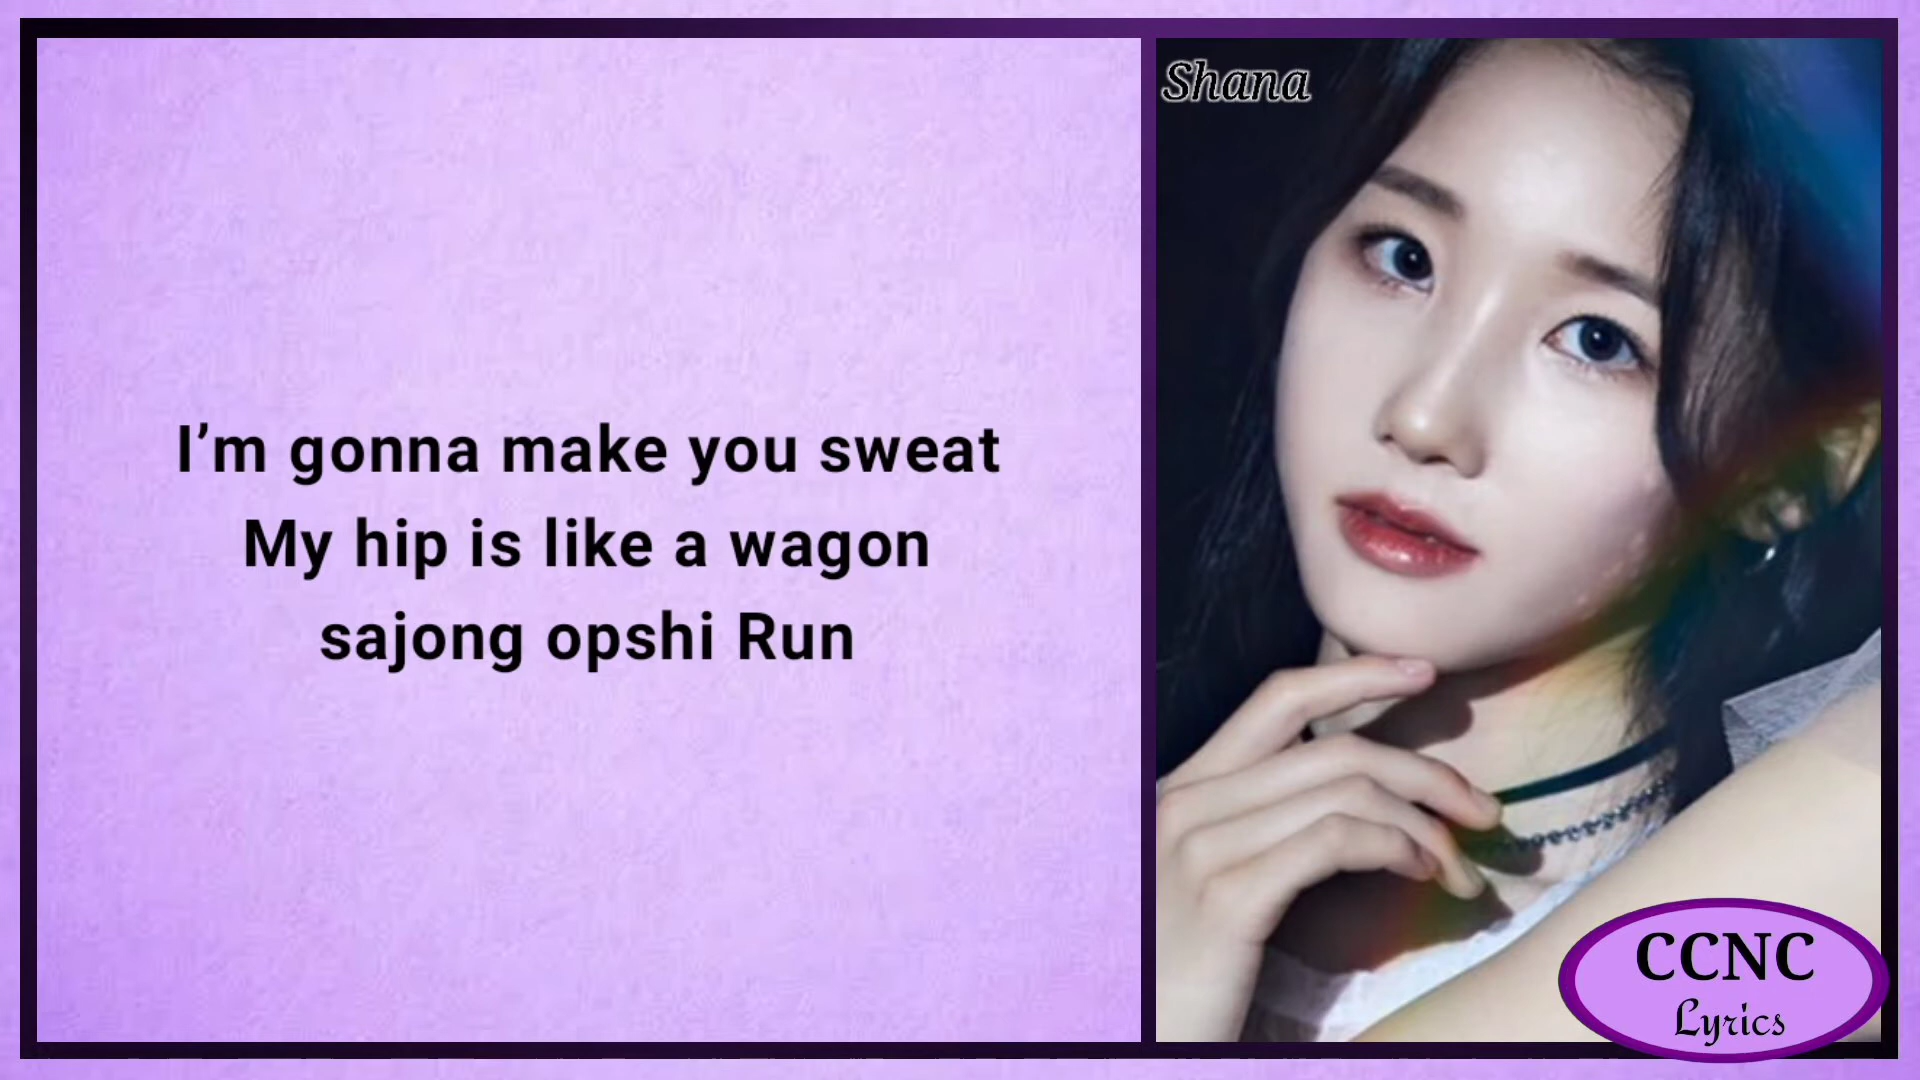 I’m gonna make you sweat
My hip is like a wagon
sajong opshi Run
Shana
CCNC
Lyrics